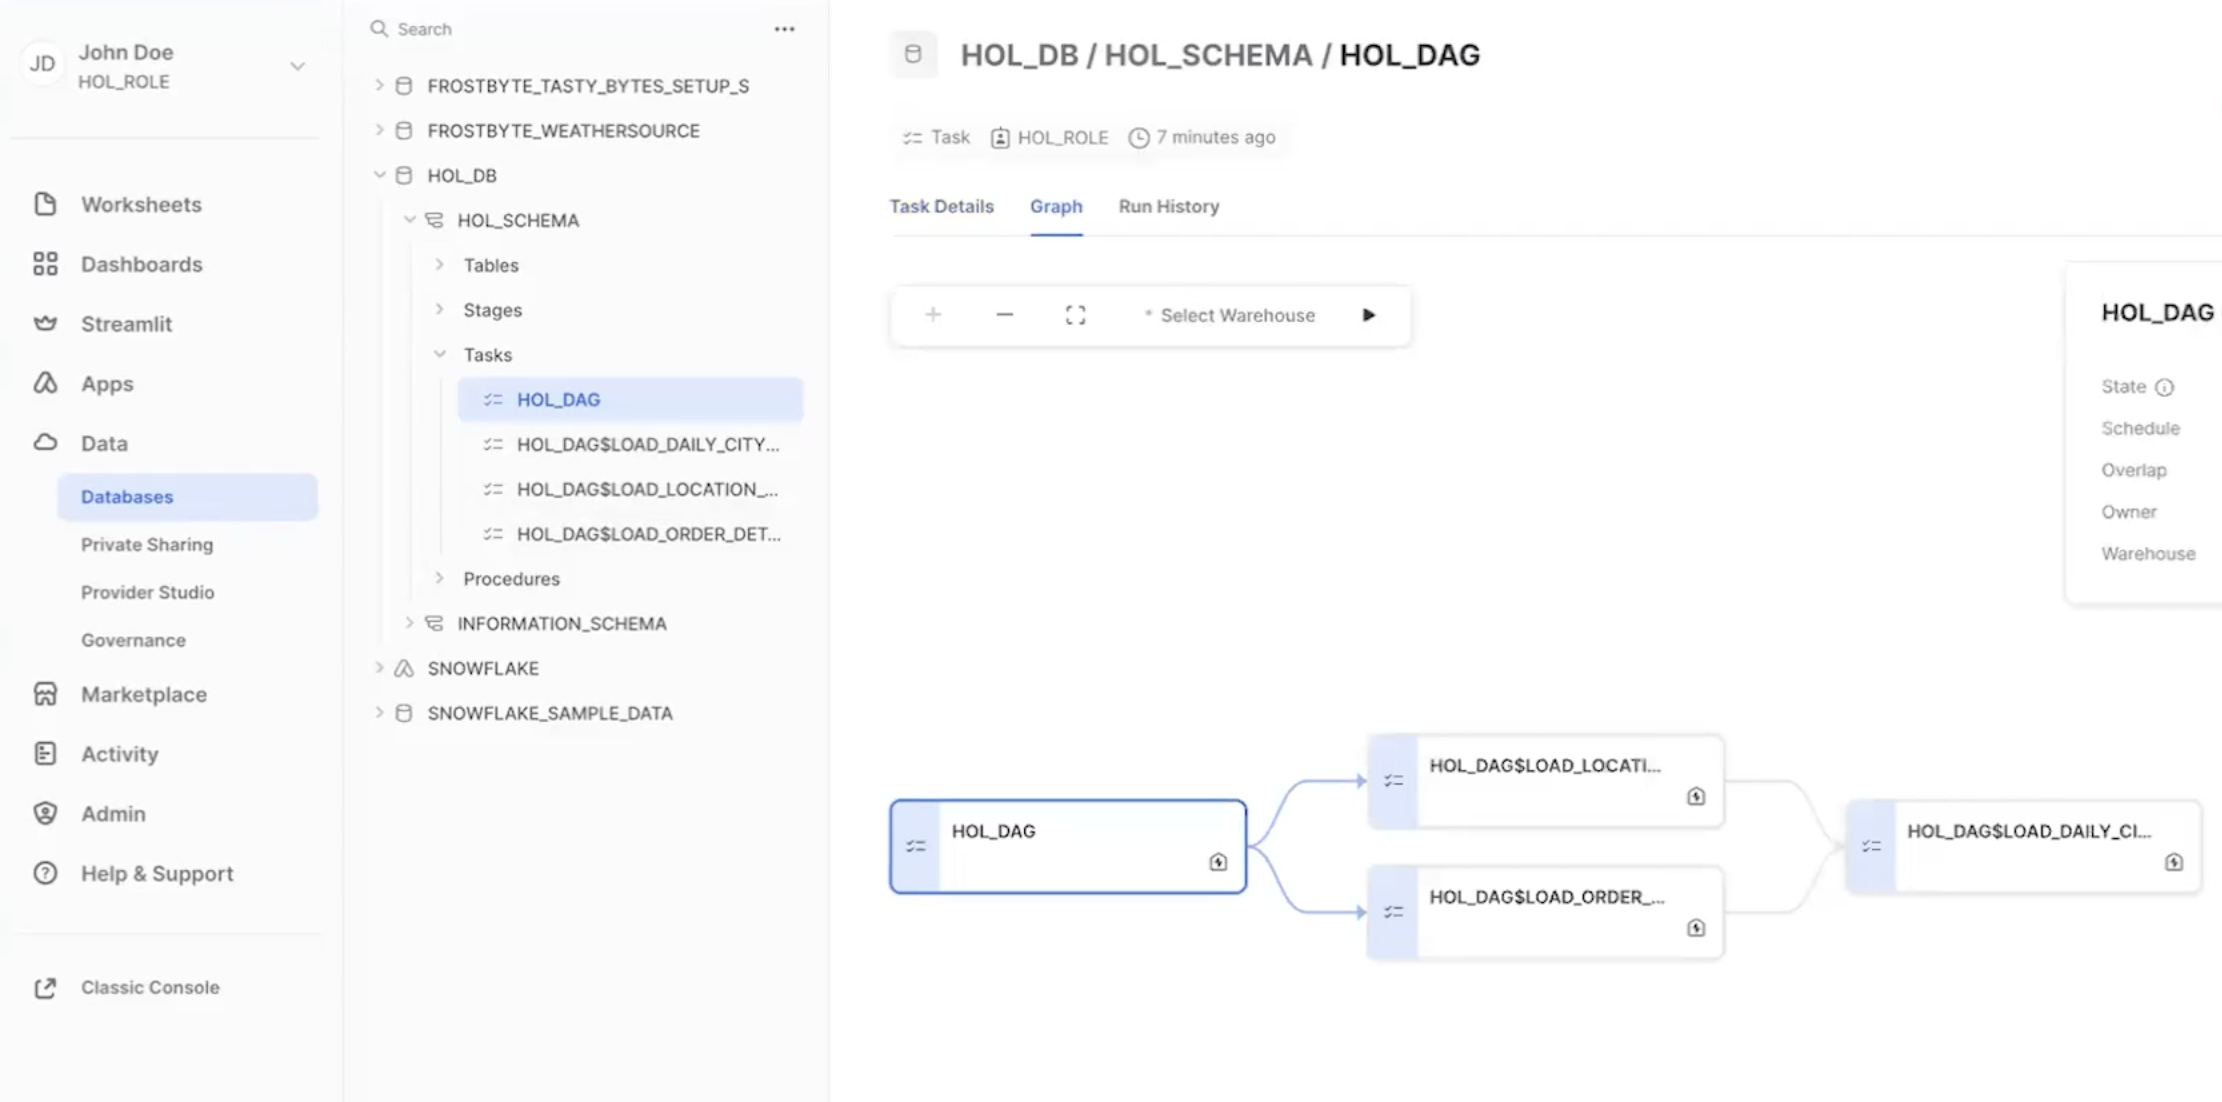 JD
John Doe
HOL_ROLE
Worksheets
Dashboards
Streamlit
Apps
Data
Databases
Private Sharing
Provider Studio
Governance
Marketplace
Activity
Admin
Help & Support
Classic Console
Search
FROSTBYTE_TASTY_BYTES_SETUP_S
FROSTBYTE_WEATHERSOURCE
HOL_DB
HOL_SCHEMA
Tables
Stages
Tasks
HOL_DAG
HOL_DAG$LOAD_DAILY_CITY...
HOL_DAG$LOAD_LOCATION_...
HOL_DAG$LOAD_ORDER_DET...
Procedures
INFORMATION_SCHEMA
SNOWFLAKE
SNOWFLAKE_SAMPLE_DATA
HOL_DB / HOL_SCHEMA / HOL_DAG
Task HOL_ROLE 7 minutes ago
Task Details Graph Run History
* Select Warehouse
HOL_DAG
State
Schedule
Overlap
Owner
Warehouse
HOL_DAG
HOL_DAG$LOAD_LOCATI...
HOL_DAG$LOAD_ORDER_...
HOL_DAG$LOAD_DAILY_CI...